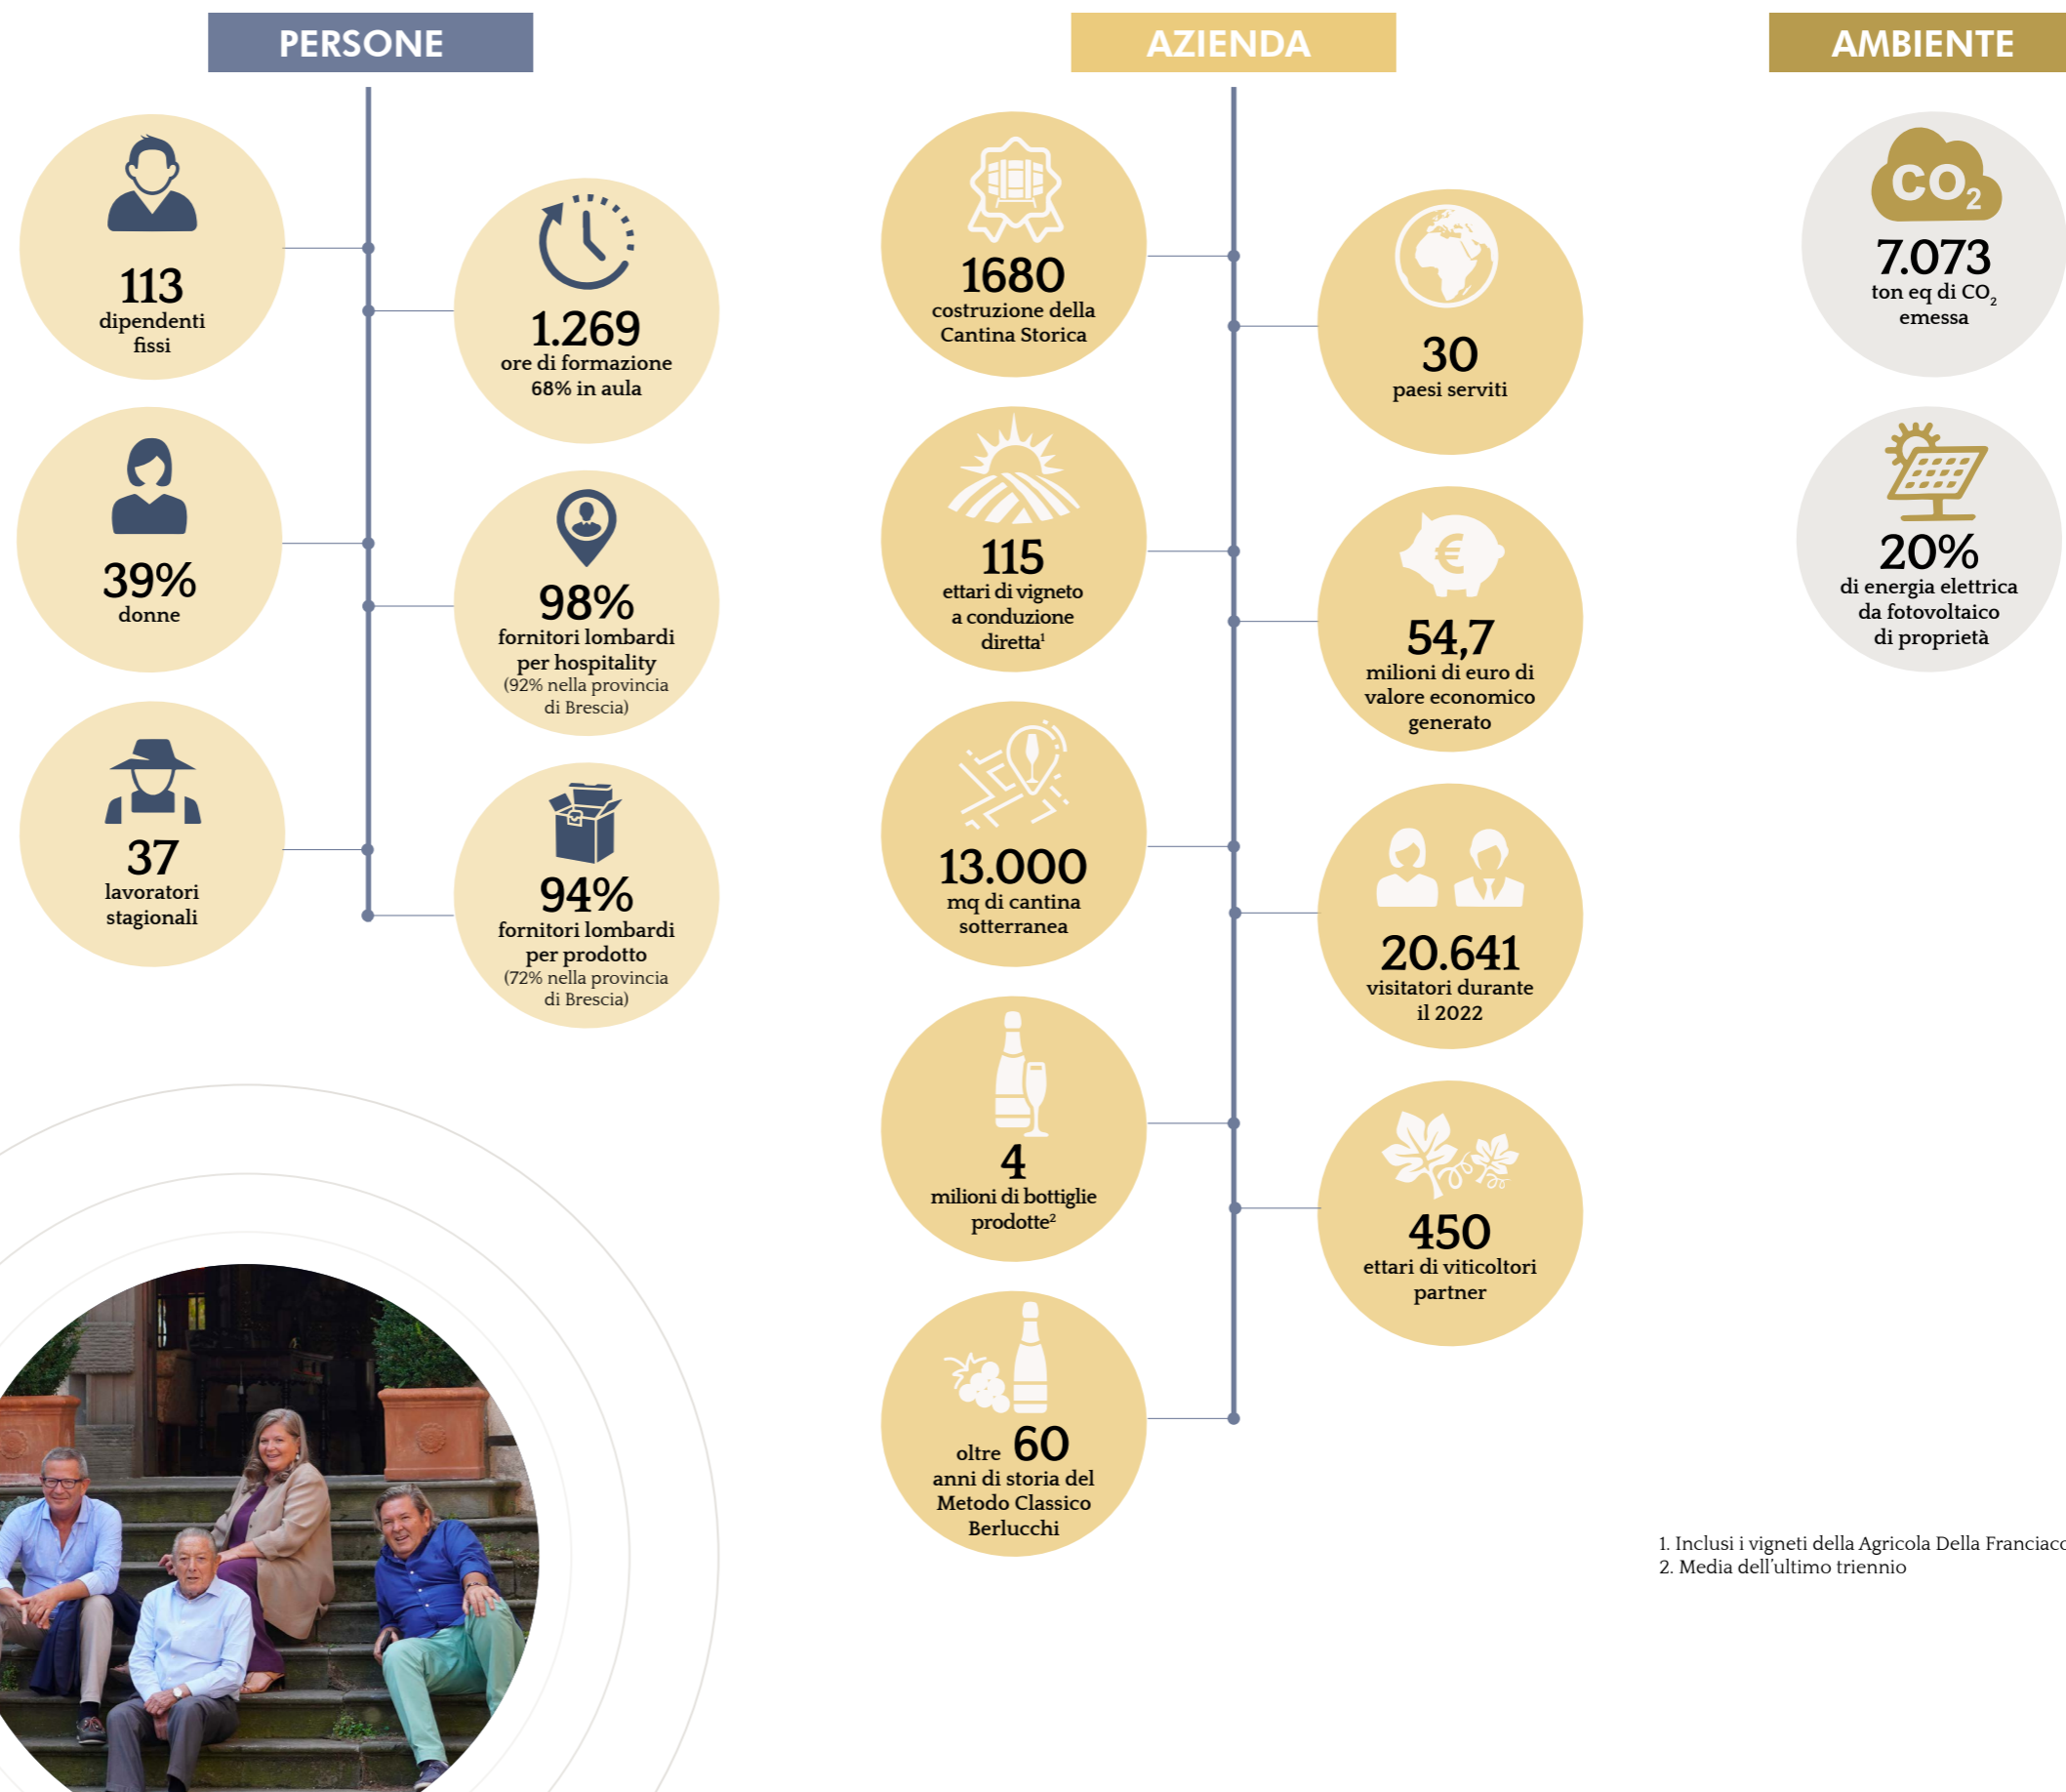 PERSONE
113
dipendenti
fissi
39%
donne
37
lavoratori
stagionali
1.269
ore di formazione
68% in aula
98%
fornitori lombardi
per hospitality
(92% nella provincia
di Brescia)
94%
fornitori lombardi
per prodotto
(72% nella provincia
di Brescia)
AZIENDA
1680
costruzione della
Cantina Storica
115
ettari di vigneto
a conduzione
diretta¹
13.000
mq di cantina
sotterranea
4
milioni di bottiglie
prodotte²
oltre 60
anni di storia del
Metodo Classico
Berlucchi
30
paesi serviti
€
54,7
milioni di euro di
valore economico
generato
20.641
visitatori durante
il 2022
450
ettari di viticoltori
partner
AMBIENTE
CO₂
7.073
ton eq di CO₂
emessa
20%
di energia elettrica
da fotovoltaico
di proprietà
1. Inclusi i vigneti della Agricola Della
2. Media dell'ultimo triennio